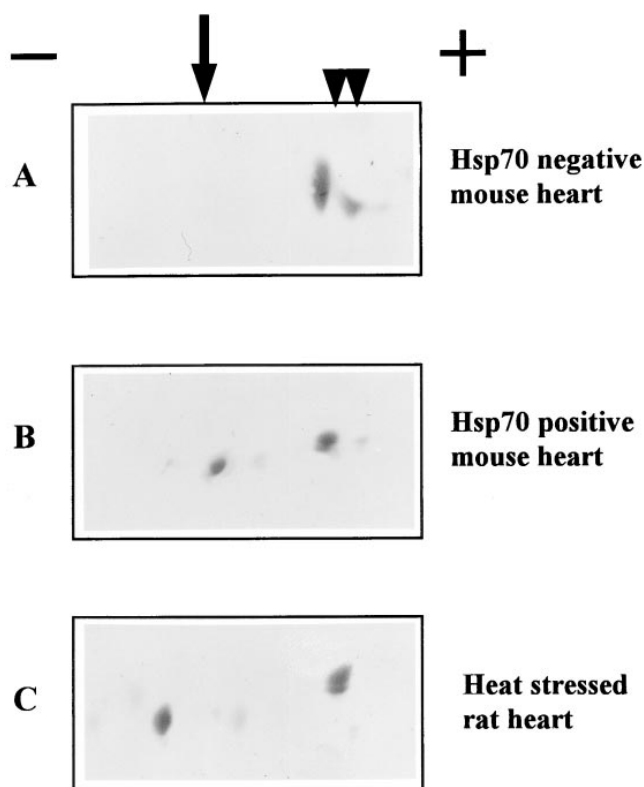 — +
A
Hsp70 negative
mouse heart
B
Hsp70 positive
mouse heart
C
Heat stressed
rat heart